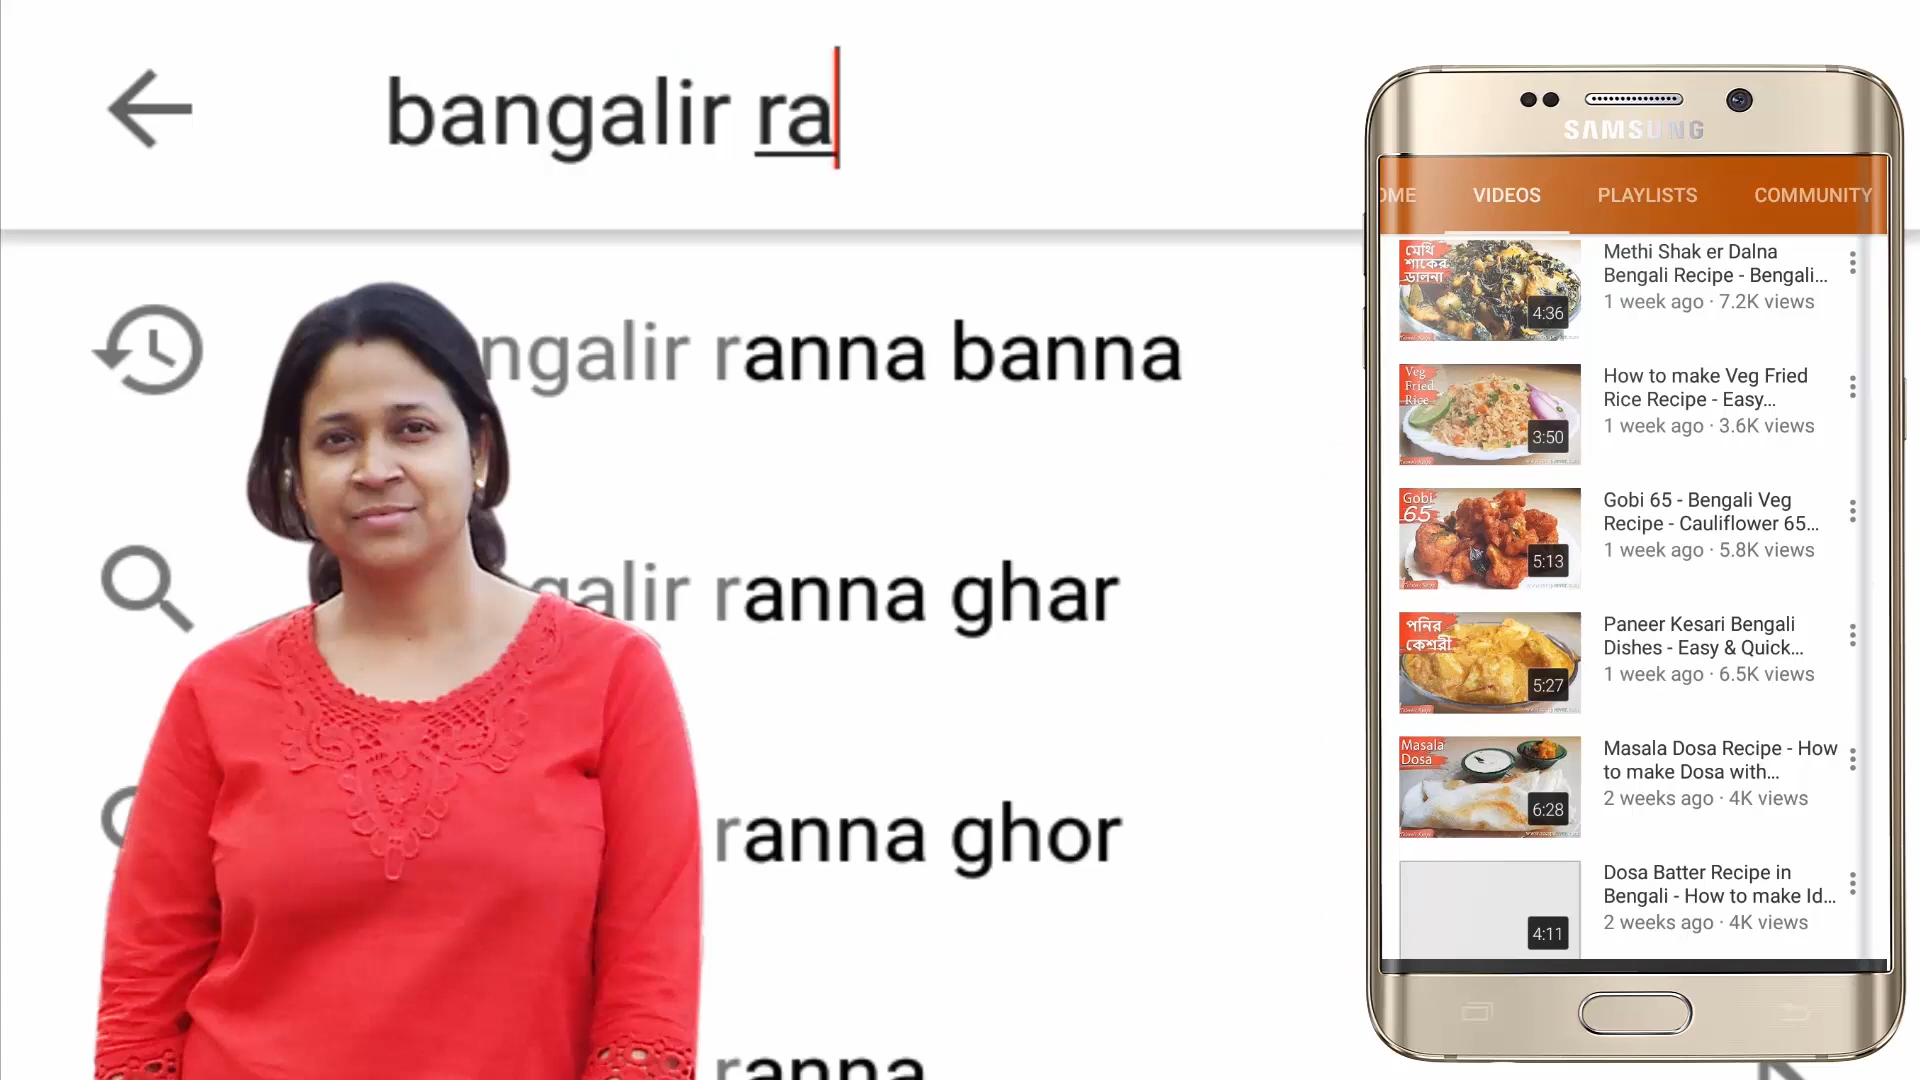 bangalir ra
ngalir ranna banna
galir ranna ghar
ranna ghor
ranna
SAMSUNG
OME VIDEOS PLAYLISTS COMMUNITY
মেথি
শাকের
ডালনা
4:36
Methi Shak er Dalna
Bengali Recipe - Bengali...
1 week ago · 7.2K views
Veg
Fried
Rice
3:50
How to make Veg Fried
Rice Recipe - Easy...
1 week ago · 3.6K views
Gobi
65
5:13
Gobi 65 - Bengali Veg
Recipe - Cauliflower 65...
1 week ago · 5.8K views
পনির
কেশরী
5:27
Paneer Kesari Bengali
Dishes - Easy & Quick...
1 week ago · 6.5K views
Masala
Dosa
6:28
Masala Dosa Recipe - How
to make Dosa with...
2 weeks ago · 4K views
4:11
Dosa Batter Recipe in
Bengali - How to make Id...
2 weeks ago · 4K views